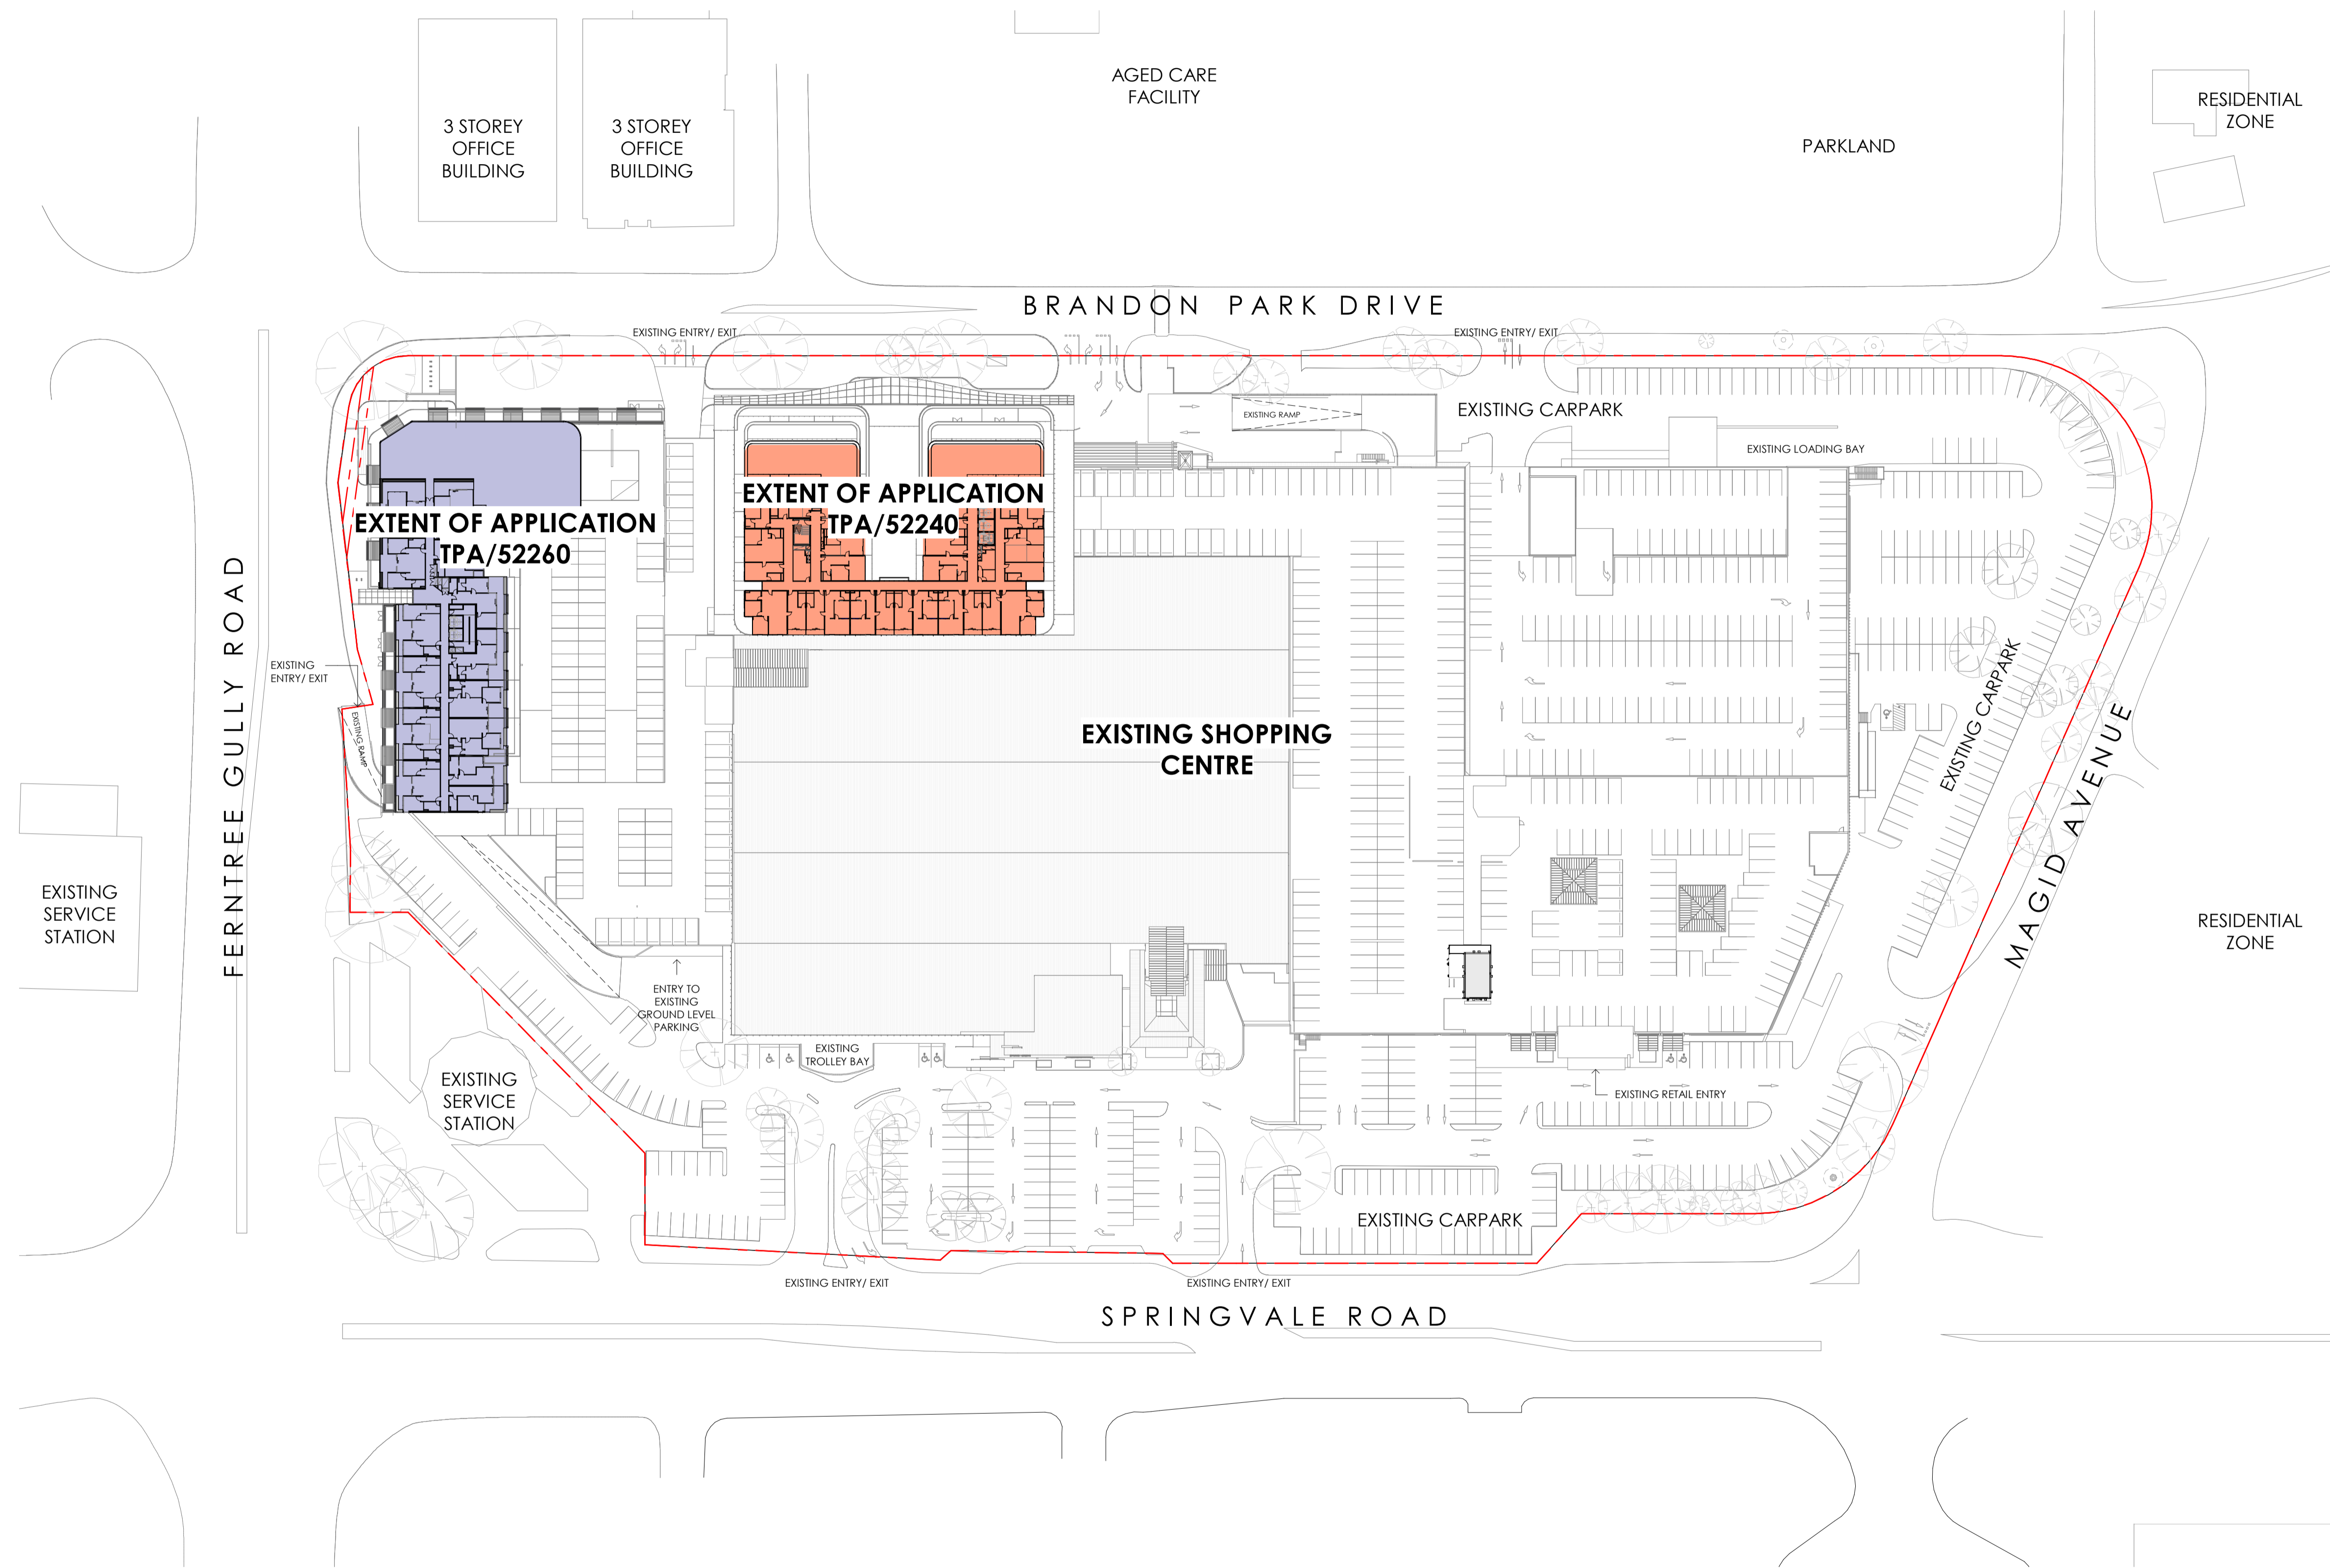 AGED CARE
FACILITY
RESIDENTIAL
ZONE
3 STOREY
OFFICE
BUILDING
3 STOREY
OFFICE
BUILDING
PARKLAND
BRANDON PARK DRIVE
EXISTING ENTRY/ EXIT
EXISTING ENTRY/ EXIT
EXISTING RAMP
EXISTING CARPARK
EXISTING LOADING BAY
EXTENT OF APPLICATION
TPA/52240
EXTENT OF APPLICATION
TPA/52260
FERNTREE GULLY ROAD
EXISTING
ENTRY/ EXIT
EXISTING RAMP
EXISTING SHOPPING
CENTRE
EXISTING CARPARK
MAGID AVENUE
EXISTING
SERVICE
STATION
RESIDENTIAL
ZONE
ENTRY TO
EXISTING
GROUND LEVEL
PARKING
EXISTING
TROLLEY BAY
EXISTING
SERVICE
STATION
EXISTING RETAIL ENTRY
EXISTING CARPARK
EXISTING ENTRY/ EXIT
EXISTING ENTRY/ EXIT
SPRINGVALE ROAD